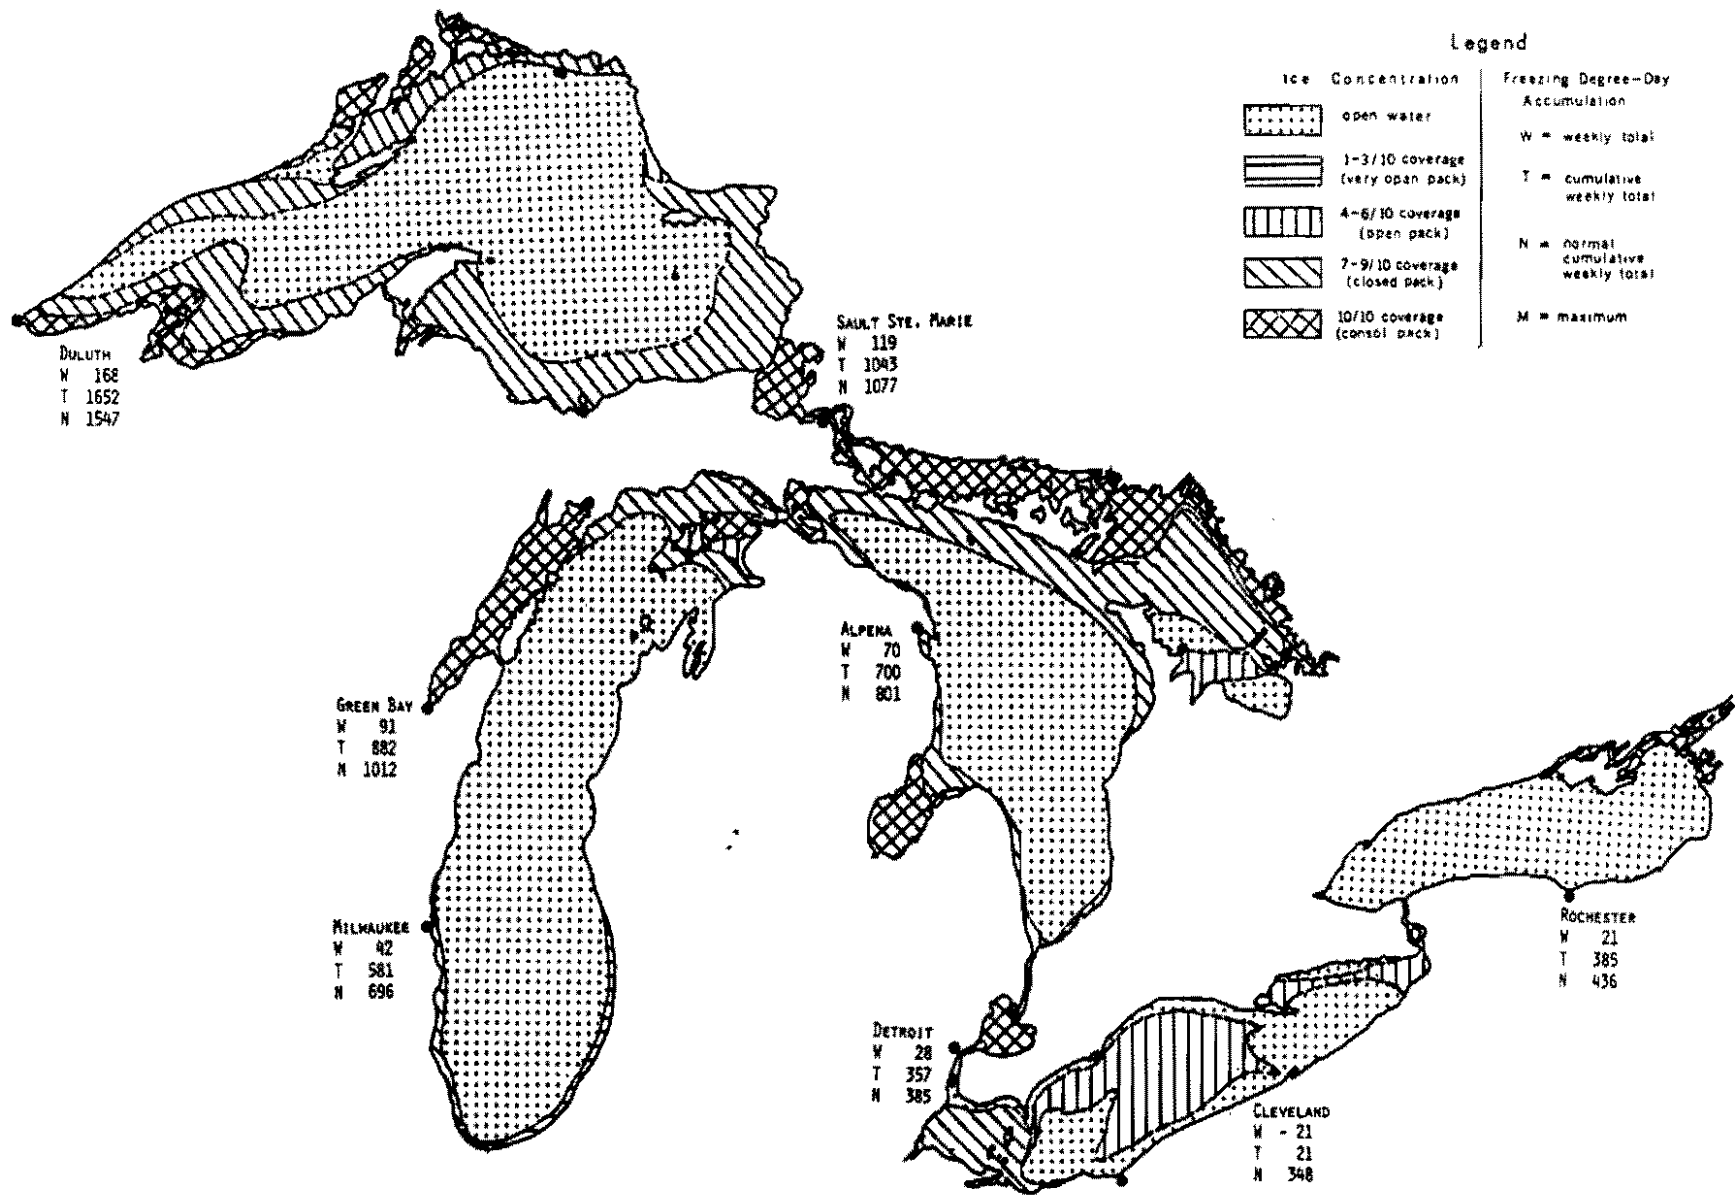 Legend
Ice Concentration
open water
1-3/10 coverage
(very open pack)
4-6/10 coverage
(open pack)
7-9/10 coverage
(closed pack)
10/10 coverage
(consol pack)
Freezing Degree-Day
Accumulation
W = weekly total
T = cumulative
weekly total
N = normal
cumulative
weekly total
M = maximum
DULUTH
W 168
T 1652
N 1547
SAULT STE. MARIE
W 119
T 1043
N 1077
GREEN BAY
W 91
T 882
N 1012
ALPENA
W 70
T 700
N 801
MILWAUKEE
W 42
T 581
N 696
DETROIT
W 28
T 357
N 385
CLEVELAND
W - 21
T 21
N 348
ROCHESTER
W 21
T 385
N 436